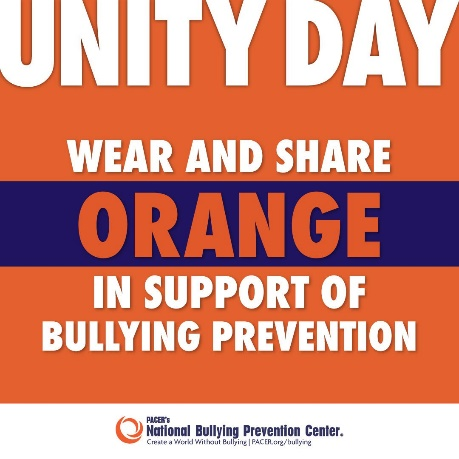 UNITY DAY
WEAR AND SHARE
ORANGE
IN SUPPORT OF
BULLYING PREVENTION
PACER's
National Bullying Prevention Center.
Create a World Without Bullying | PACER.org/bullying